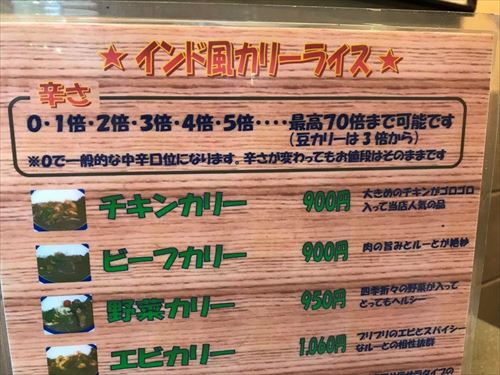 ★インド風カリーライス★
辛さ
0・1倍・2倍・3倍・4倍・5倍‥‥最高70倍まで可能です
(豆カリーは3倍から)
※0で一般的な中辛口位になります。辛さが変わってもお値段はそのままです
チキンカリー 900円 大きめのチキンがゴロゴロ
入って当店人気の品
ビーフカリー 900円 肉の旨みとルーとが絶妙
野菜カリー 950円 四季折々の野菜が入って
とってもヘルシー
エビカリー 1,060円 プリプリのエビとスパイシー
なルーとの相性抜群